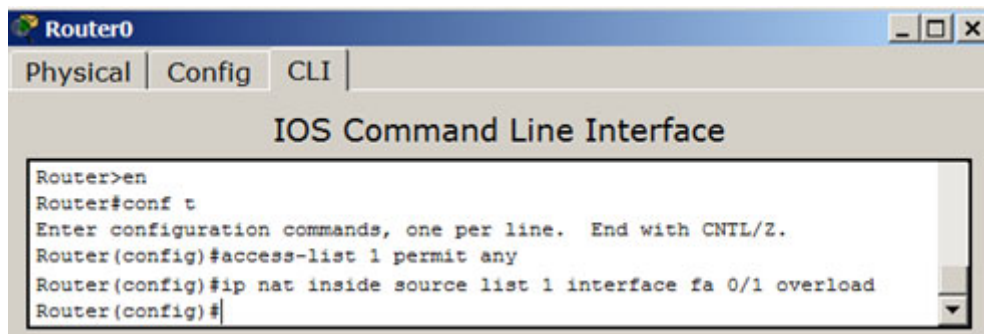 Router0
Physical Config CLI
IOS Command Line Interface
Router>en
Router#conf t
Enter configuration commands, one per line.  End with CNTL/Z.
Router(config)#access-list 1 permit any
Router(config)#ip nat inside source list 1 interface fa 0/1 overload
Router(config)#